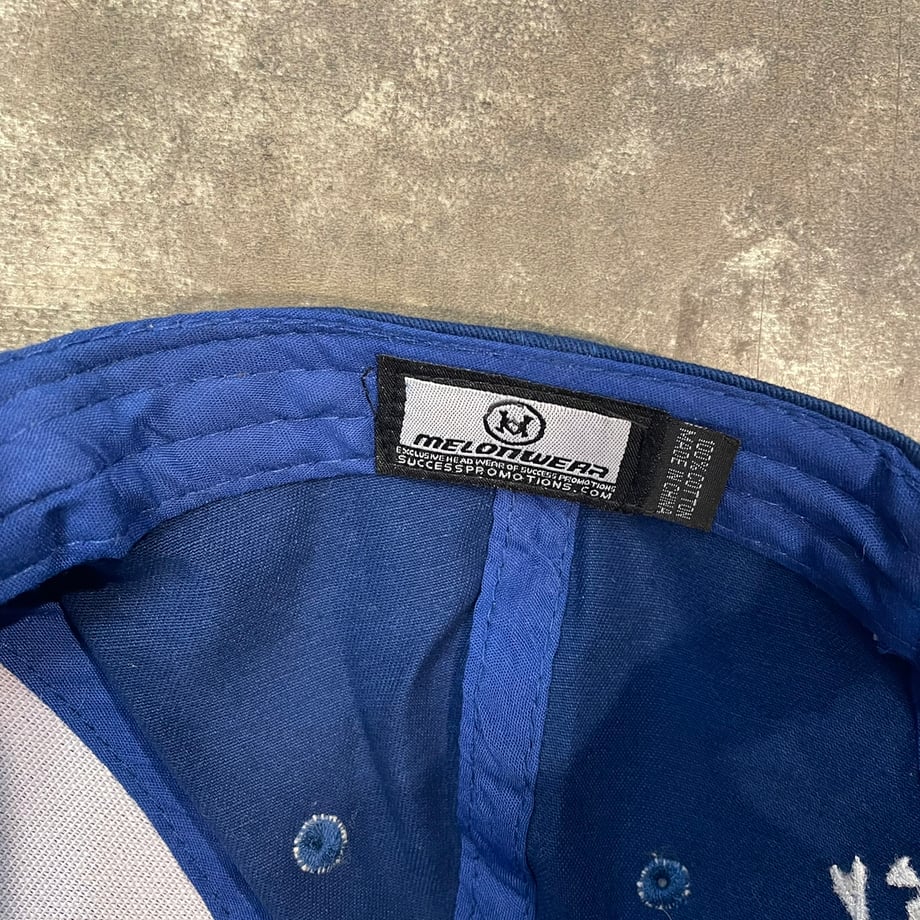 MELONWEAR
EXCLUSIVE HEAD WEAR OF SUCCESS PROMOTIONS
SUCCESSPROMOTIONS.COM
100% COTTON
MADE IN CHINA